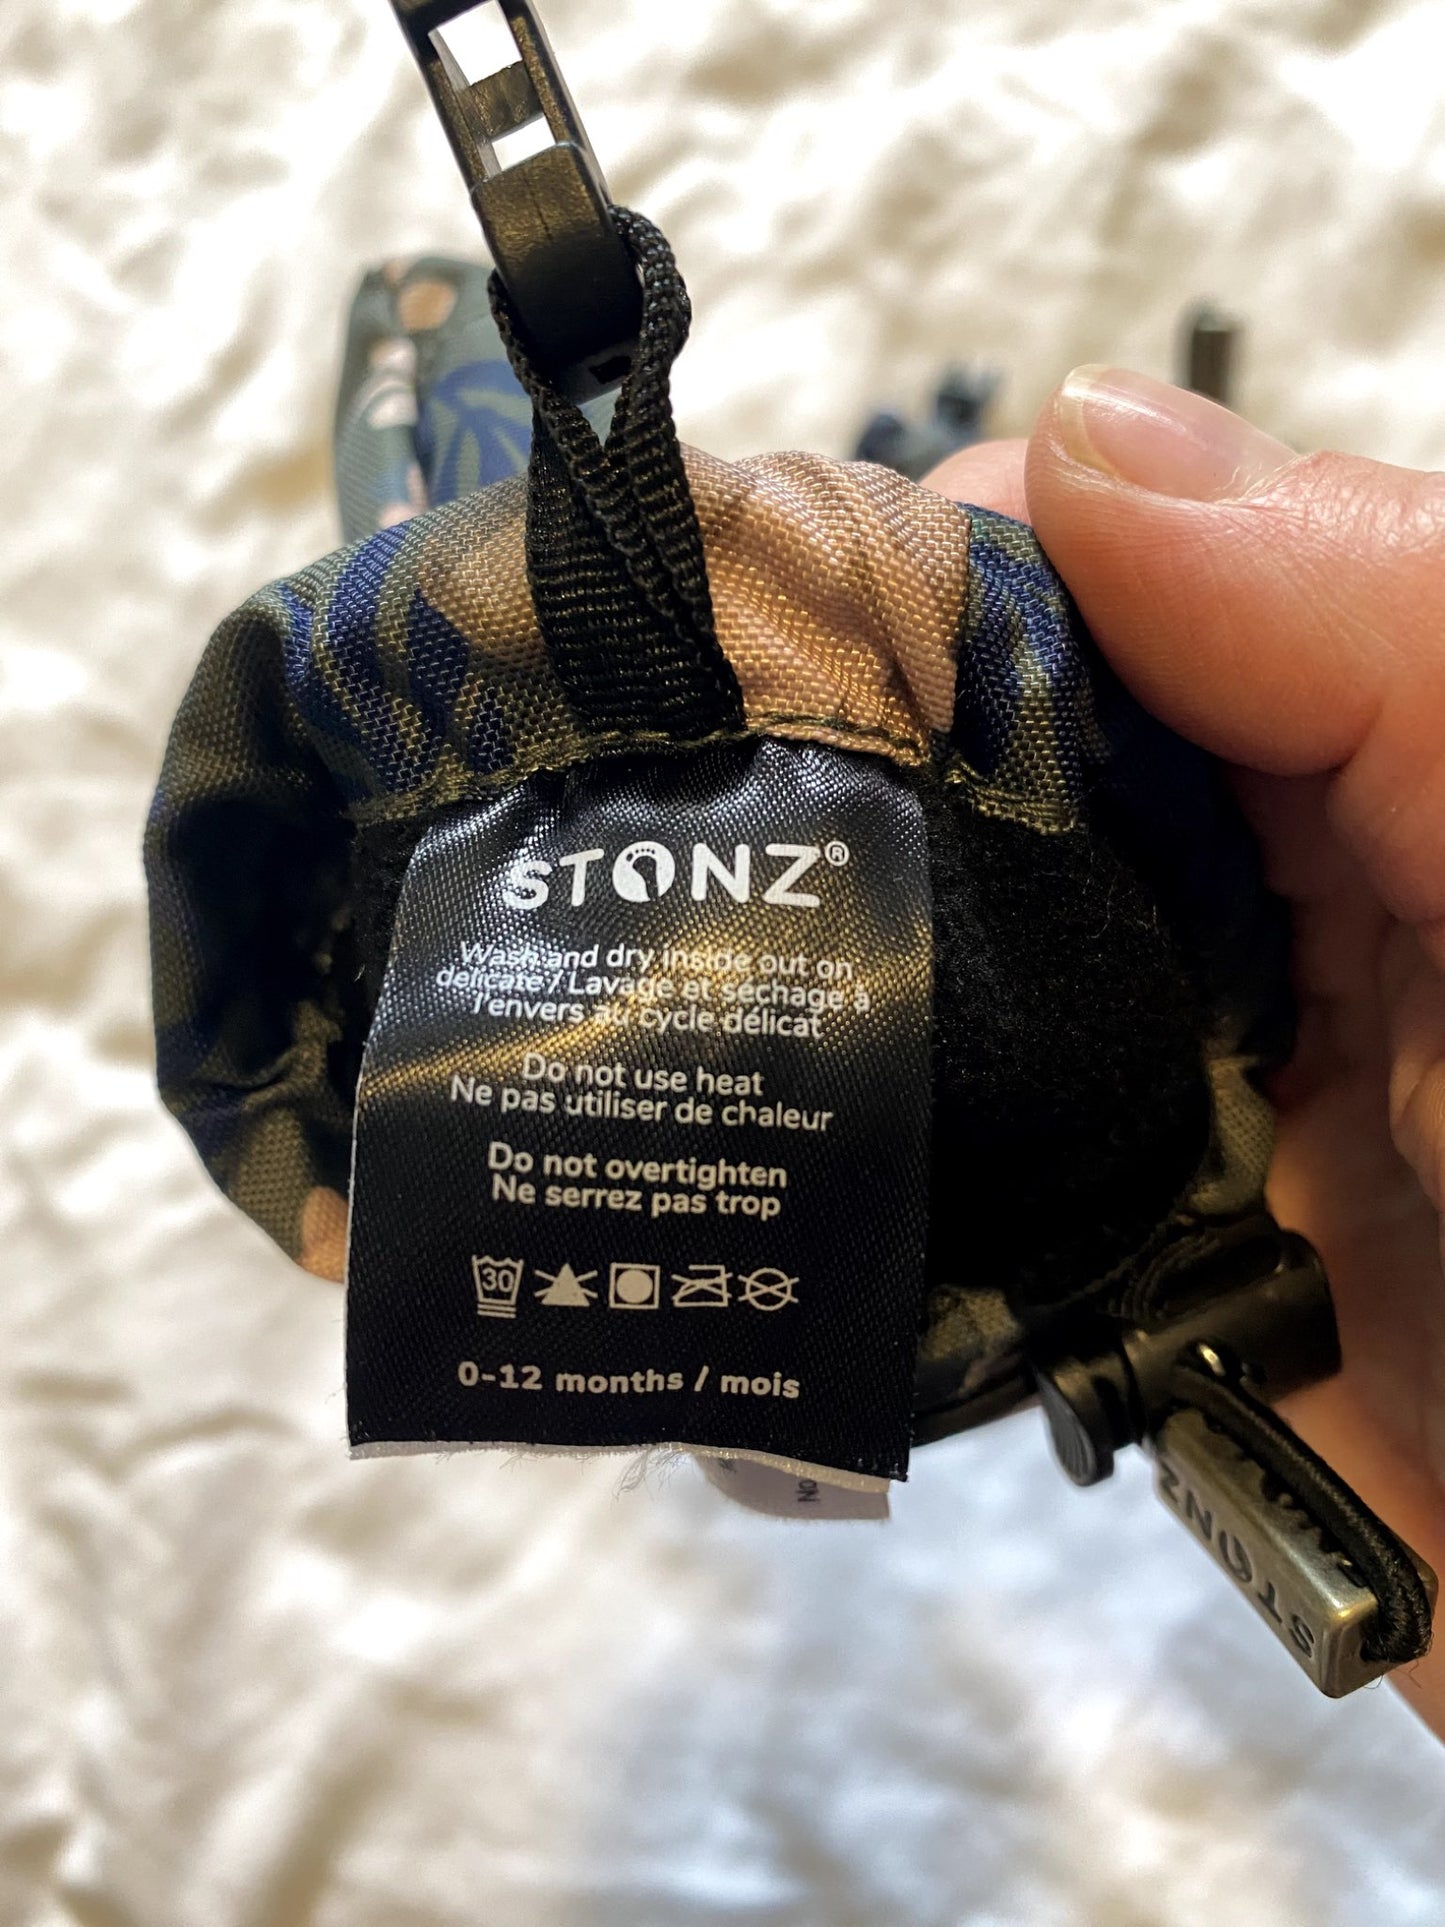 STONZ®
Wash and dry inside out on
delicate / Lavage et séchage à
l'envers au cycle délicat
Do not use heat
Ne pas utiliser de chaleur
Do not overtighten
Ne serrez pas trop
30
0-12 months / mois
No
STONZ